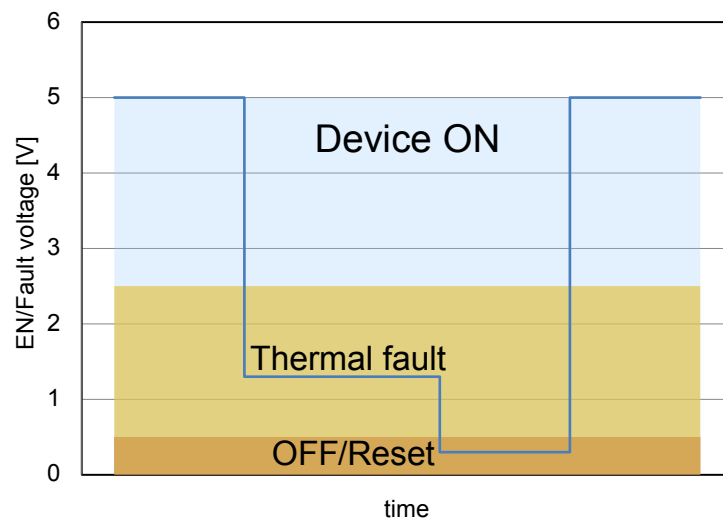 6
5
Device ON
4
3
2
Thermal fault
1
OFF/Reset
0
EN/Fault voltage [V]
time